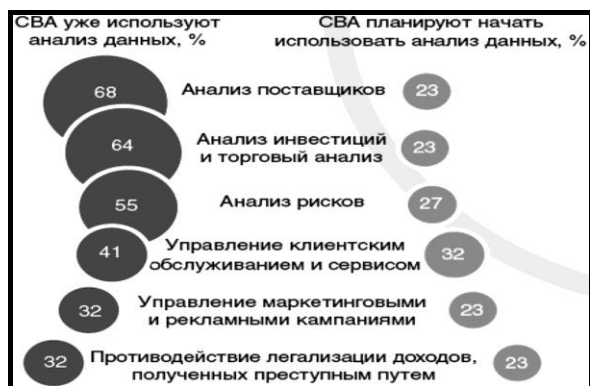 СВА уже используют
анализ данных, %
СВА планируют начать
использовать анализ данных, %
68
Анализ поставщиков
23
64
Анализ инвестиций
и торговый анализ
23
55
Анализ рисков
27
41
Управление клиентским
обслуживанием и сервисом
32
32
Управление маркетинговыми
и рекламными кампаниями
23
32
Противодействие легализации доходов,
полученных преступным путем
23